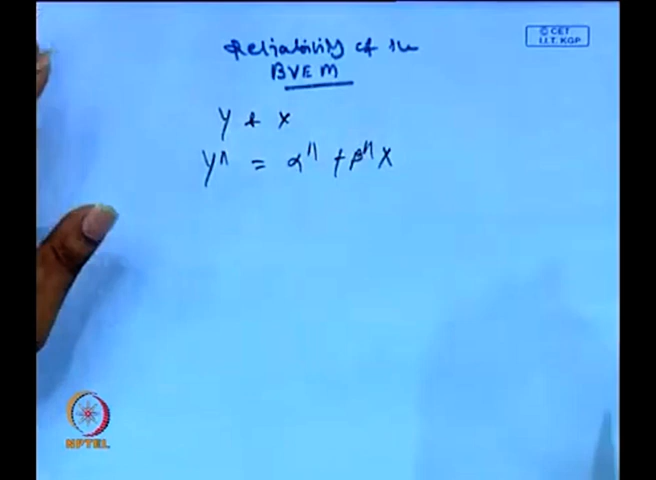 © CET
I.I.T. KGP
Reliability of the
BVEM
Y & X
Y^ = α^ + β^ X
NPTEL